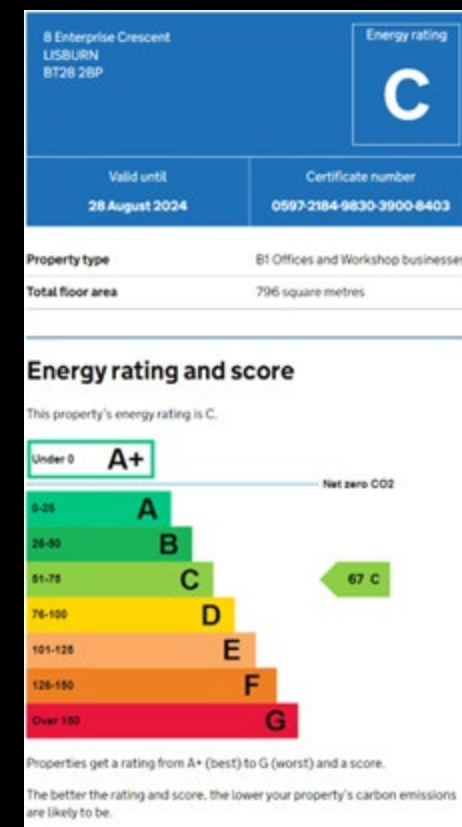 8 Enterprise Crescent
LISBURN
BT28 2BP
Energy rating
C
Valid until
28 August 2024
Certificate number
0597-2184-9830-3900-8403
Property type
B1 Offices and Workshop businesses
Total floor area
796 square metres
Energy rating and score
This property's energy rating is C.
Under 0 A+
Net zero CO2
0-25 A
26-50 B
51-75 C
67 C
76-100 D
101-125 E
126-150 F
Over 150 G
Properties get a rating from A+ (best) to G (worst) and a score.
The better the rating and score, the lower your property's carbon emissions
are likely to be.